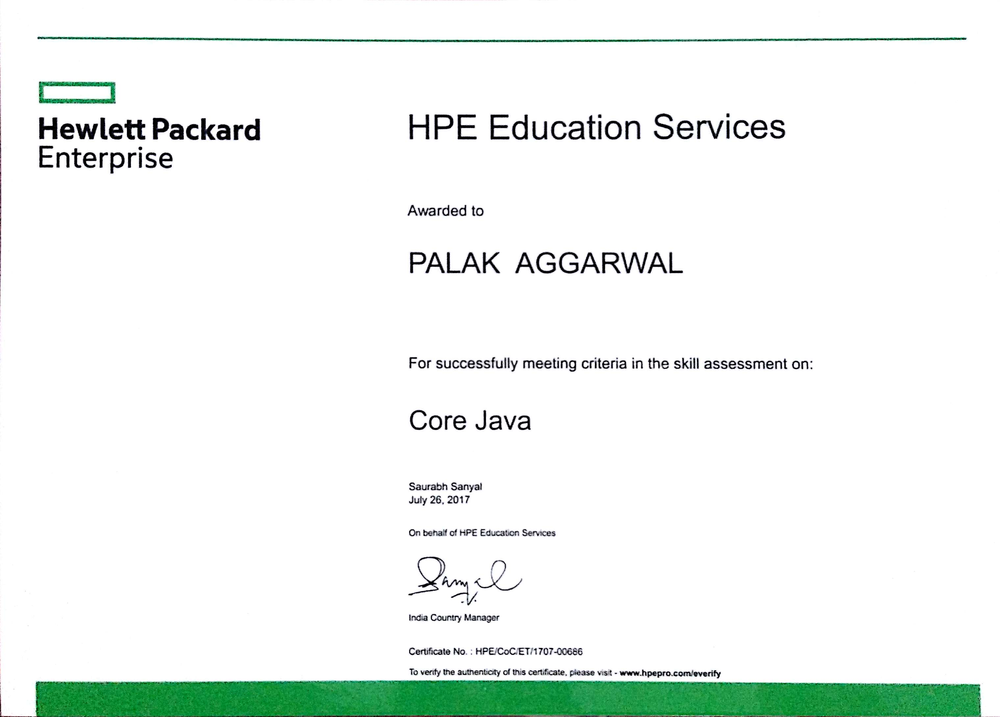 Hewlett Packard
Enterprise
HPE Education Services
Awarded to
PALAK AGGARWAL
For successfully meeting criteria in the skill assessment on:
Core Java
Saurabh Sanyal
July 26, 2017
On behalf of HPE Education Services
Sanyal
India Country Manager
Certificate No. : HPE/CoC/ET/1707-00686
To verify the authenticity of this certificate, please visit - www.hpepro.com/everify